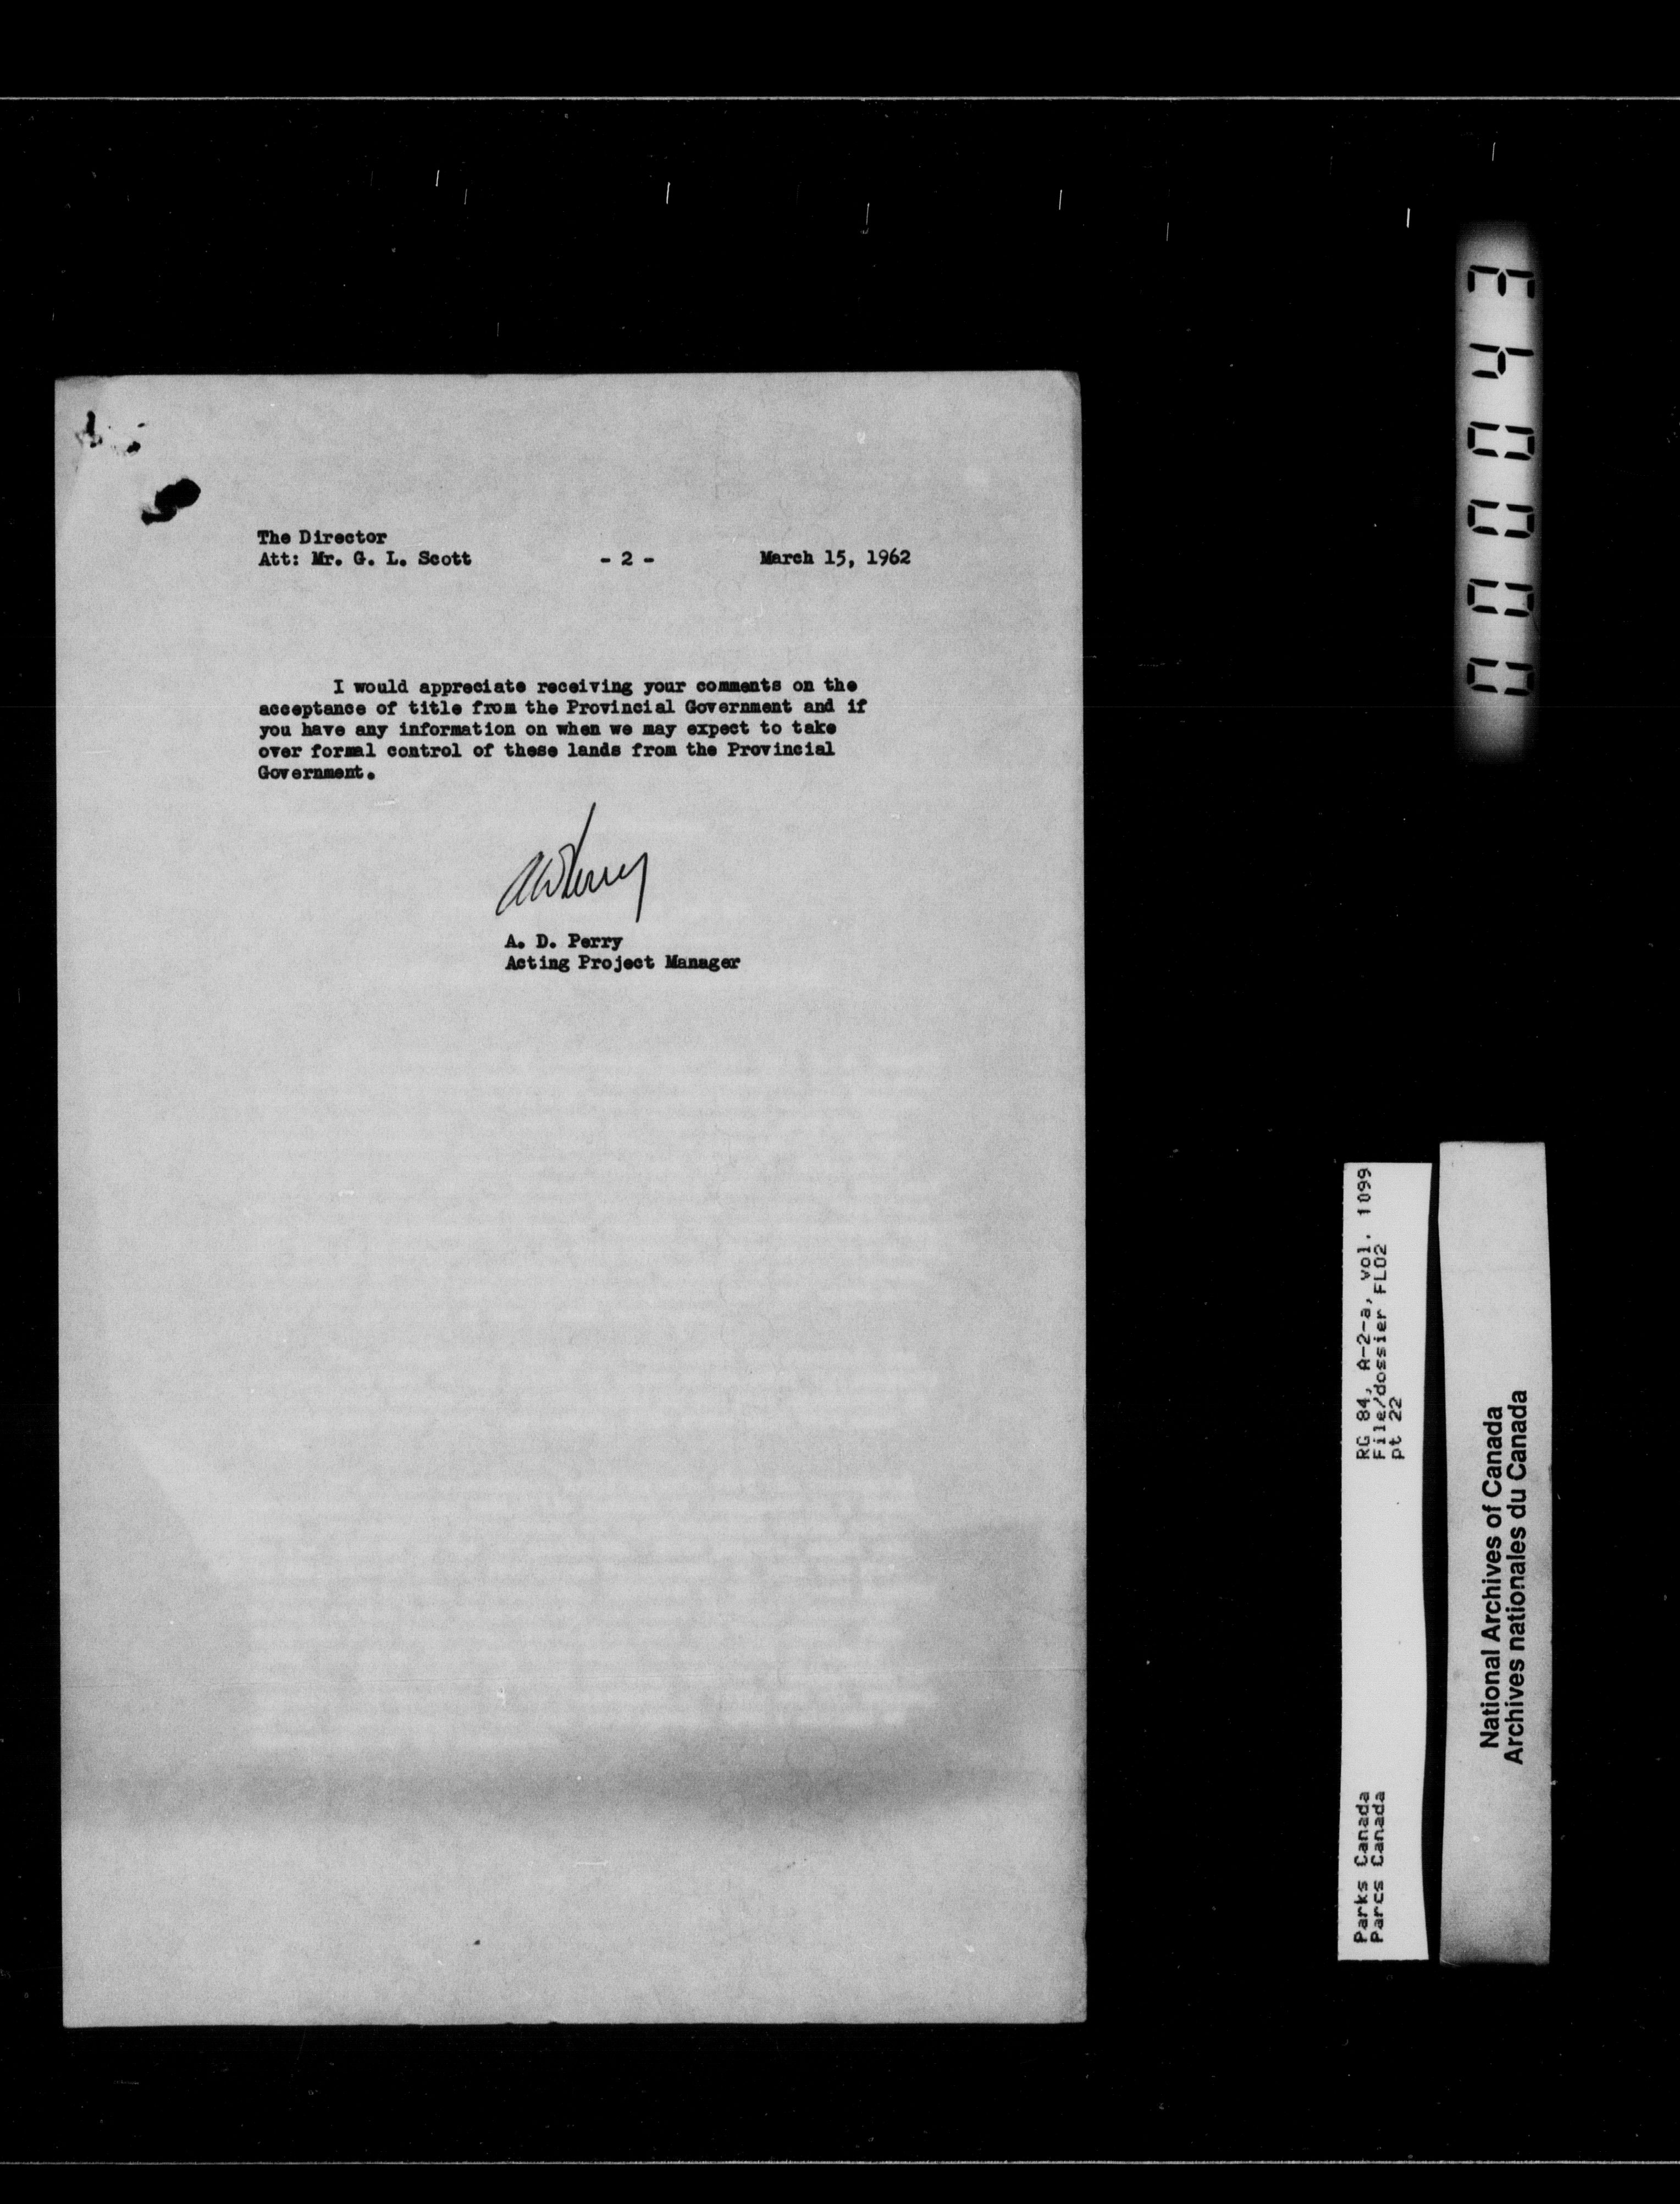 The Director
Att: Mr. G. L. Scott - 2 - March 15, 1962
I would appreciate receiving your comments on the
acceptance of title from the Provincial Government and if
you have any information on when we may expect to take
over formal control of these lands from the Provincial
Government.
ADPerry
A. D. Perry
Acting Project Manager
000043
Parks Canada
Parcs Canada
RG 84, A-2-a, vol. 1099
File/dossier FLO2
pt 22
National Archives of Canada
Archives nationales du Canada